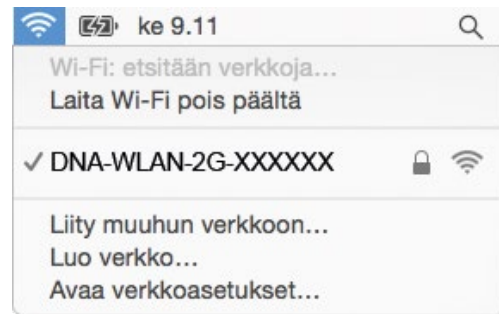 ke 9.11
Wi-Fi: etsitään verkkoja...
Laita Wi-Fi pois päältä
DNA-WLAN-2G-XXXXXX
Liity muuhun verkkoon...
Luo verkko...
Avaa verkkoasetukset...